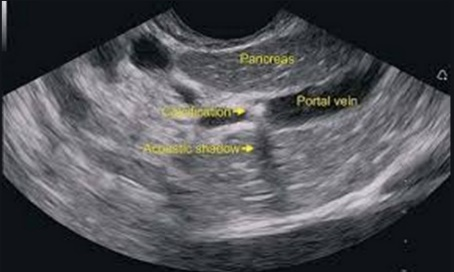 Pancreas
Portal vein
Calcification
Acoustic shadow